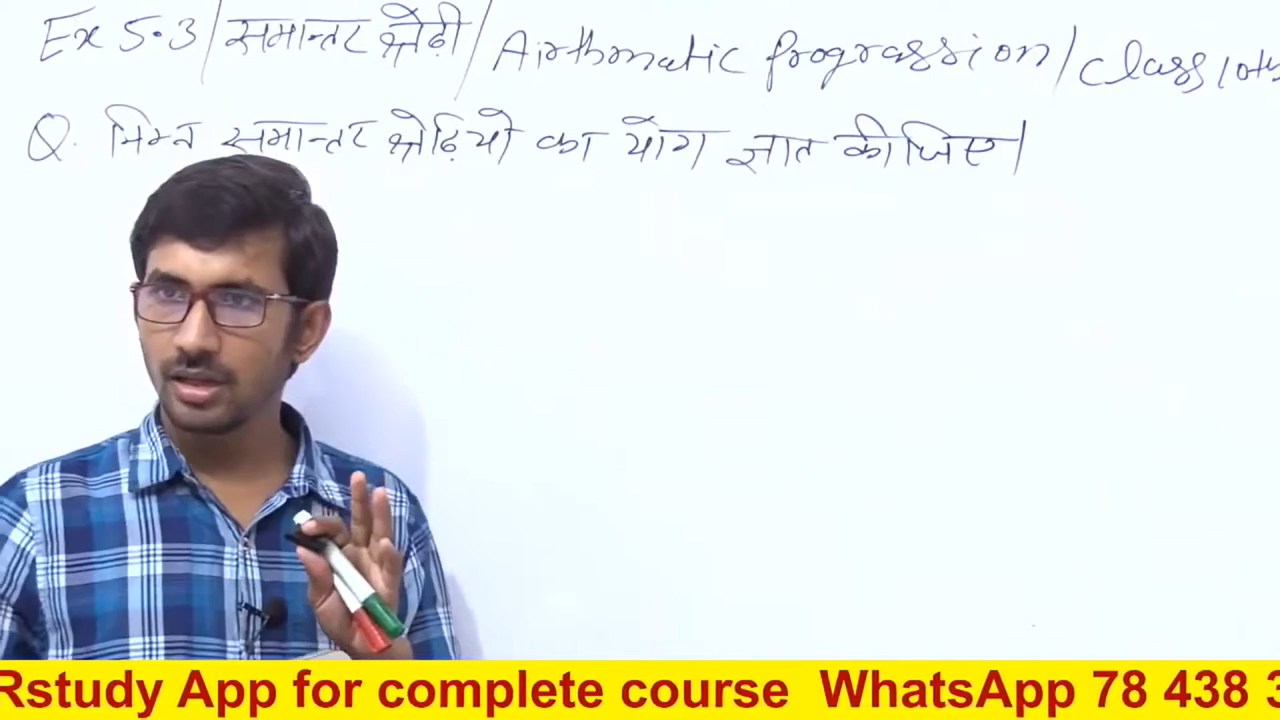 Ex 5.3 / समान्तर श्रेढ़ी / Airthmatic Progression / Class 10th
Q. निम्न समान्तर श्रेढ़ियो का योग ज्ञात कीजिए।
Rstudy App for complete course WhatsApp 78 438 3